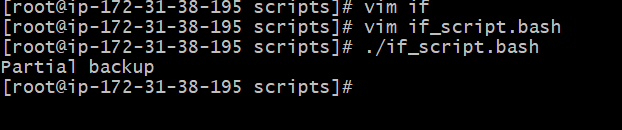 [root@ip-172-31-38-195 scripts]# vim if
[root@ip-172-31-38-195 scripts]# vim if_script.bash
[root@ip-172-31-38-195 scripts]# ./if_script.bash
Partial backup
[root@ip-172-31-38-195 scripts]#